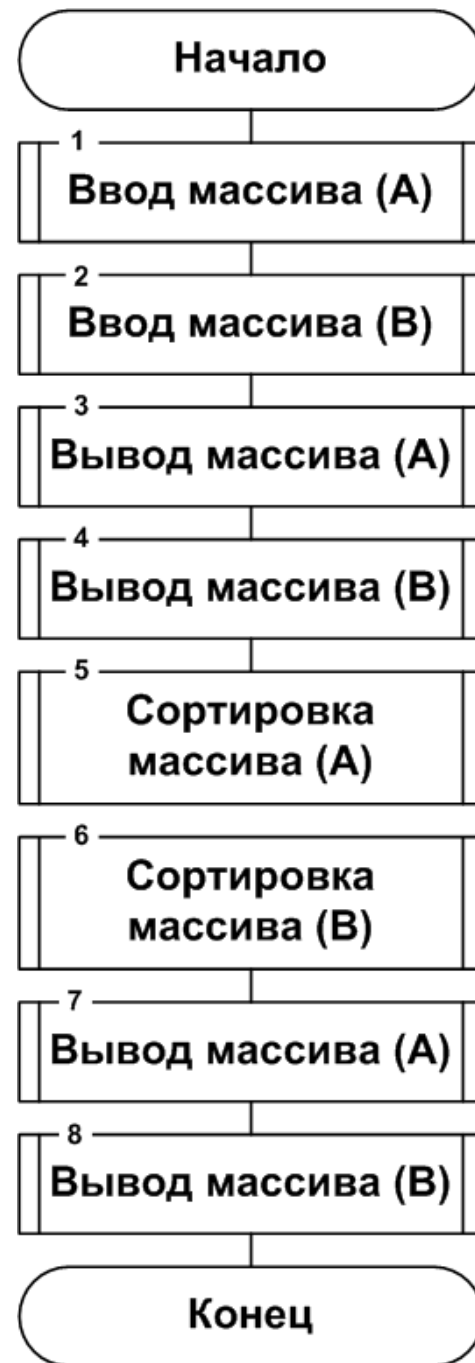 Начало
1
Ввод массива (А)
2
Ввод массива (В)
3
Вывод массива (А)
4
Вывод массива (В)
5
Сортировка
массива (А)
6
Сортировка
массива (В)
7
Вывод массива (А)
8
Вывод массива (В)
Конец